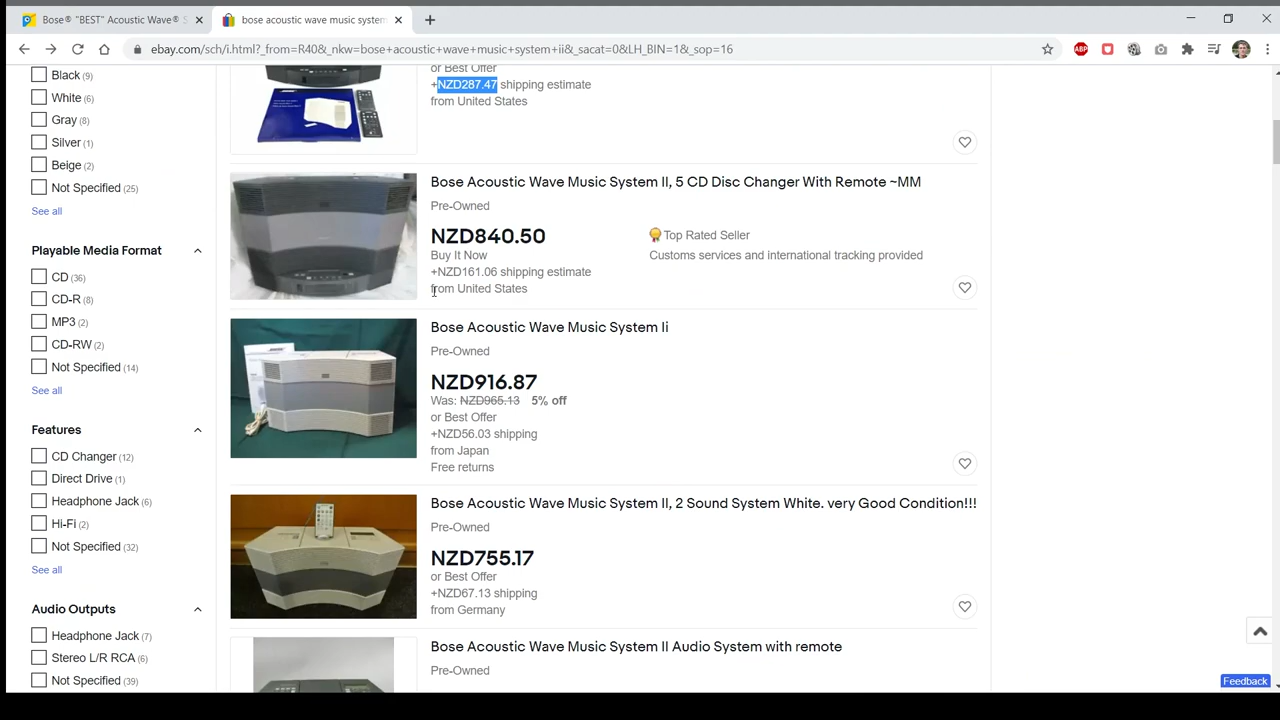 Bose® "BEST" Acoustic Wave® S
bose acoustic wave music system
ebay.com/sch/i.html?_from=R40&_nkw=bose+acoustic+wave+music+system+ii&_sacat=0&LH_BIN=1&_sop=16
ABP
Black (9)
White (6)
Gray (8)
Silver (1)
Beige (2)
Not Specified (25)
See all
Playable Media Format
CD (36)
CD-R (8)
MP3 (2)
CD-RW (2)
Not Specified (14)
See all
Features
CD Changer (12)
Direct Drive (1)
Headphone Jack (6)
Hi-Fi (2)
Not Specified (32)
See all
Audio Outputs
Headphone Jack (7)
Stereo L/R RCA (6)
Not Specified (39)
or Best Offer
+NZD287.47 shipping estimate
from United States
Bose Acoustic Wave Music System II, 5 CD Disc Changer With Remote ~MM
Pre-Owned
NZD840.50
Buy It Now
+NZD161.06 shipping estimate
from United States
Top Rated Seller
Customs services and international tracking provided
Bose Acoustic Wave Music System Ii
Pre-Owned
NZD916.87
Was: NZD965.13 5% off
or Best Offer
+NZD56.03 shipping
from Japan
Free returns
Bose Acoustic Wave Music System II, 2 Sound System White. very Good Condition!!!
Pre-Owned
NZD755.17
or Best Offer
+NZD67.13 shipping
from Germany
Bose Acoustic Wave Music System II Audio System with remote
Pre-Owned
Feedback